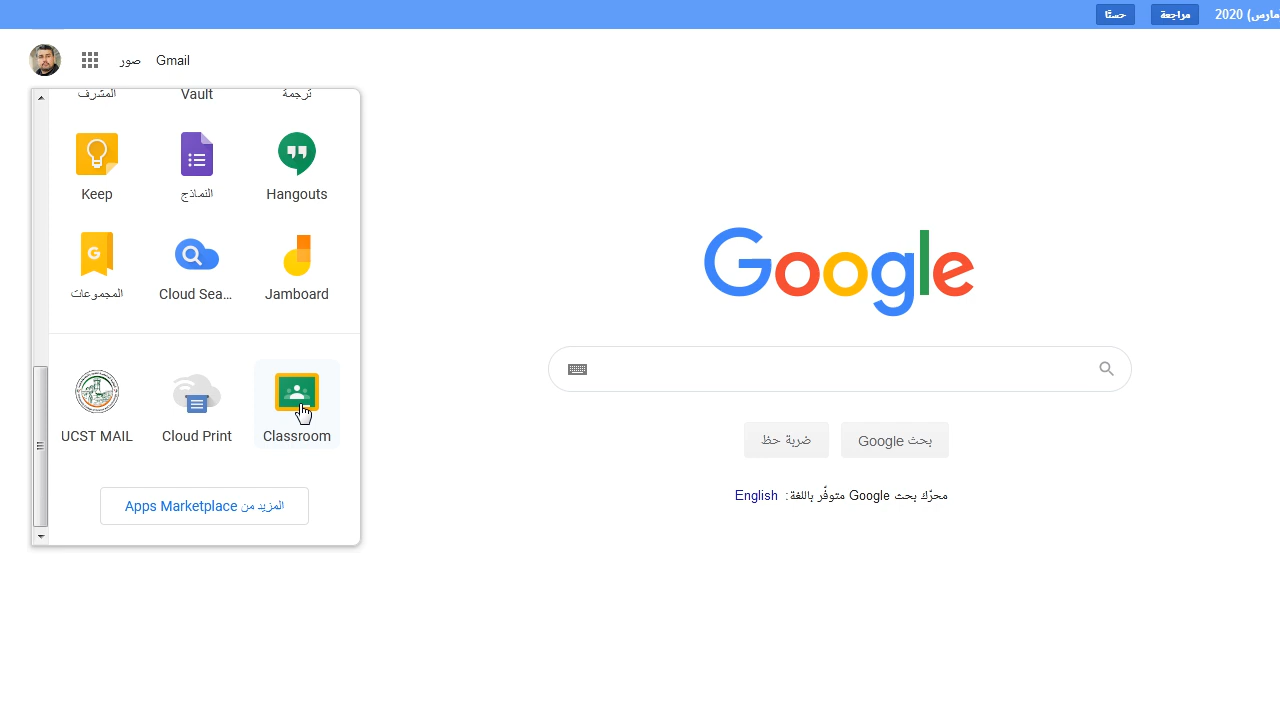 مارس) 2020
مراجعة
حسنًا
Gmail
صور
المشرف
Vault
ترجمة
Keep
النماذج
Hangouts
المجموعات
Cloud Sea...
Jamboard
UCST MAIL
Cloud Print
Classroom
المزيد من Apps Marketplace
Google
بحث Google
ضربة حظ
محرّك بحث Google متوفّر باللغة: English